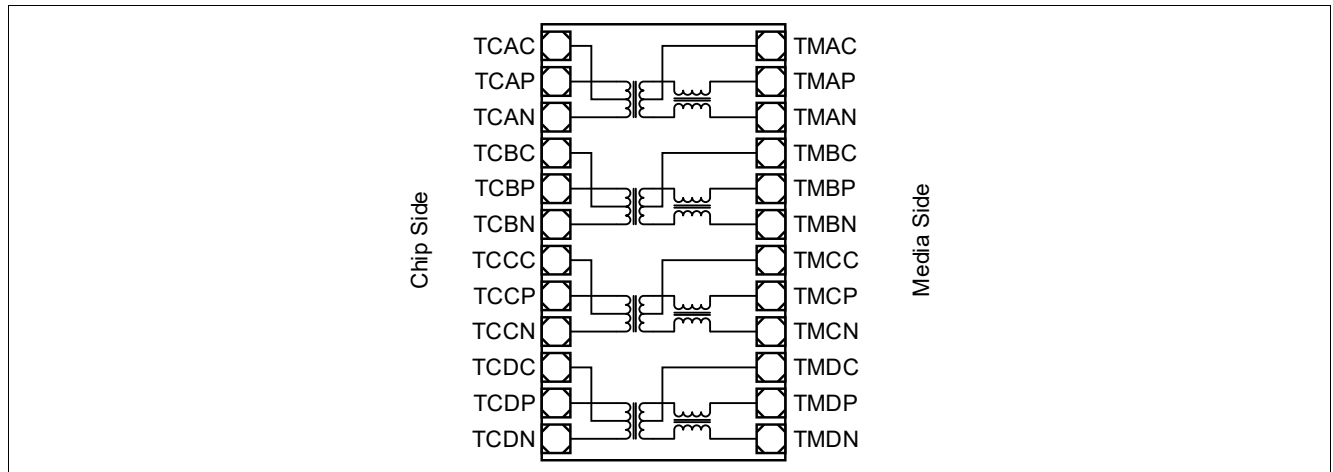 TCAC
TMAC
TCAP
TMAP
TCAN
TMAN
TCBC
TMBC
TCBP
TMBP
TCBN
TMBN
TCCC
TMCC
TCCP
TMCP
TCCN
TMCN
TCDC
TMDC
TCDP
TMDP
TCDN
TMDN
Chip Side
Media Side